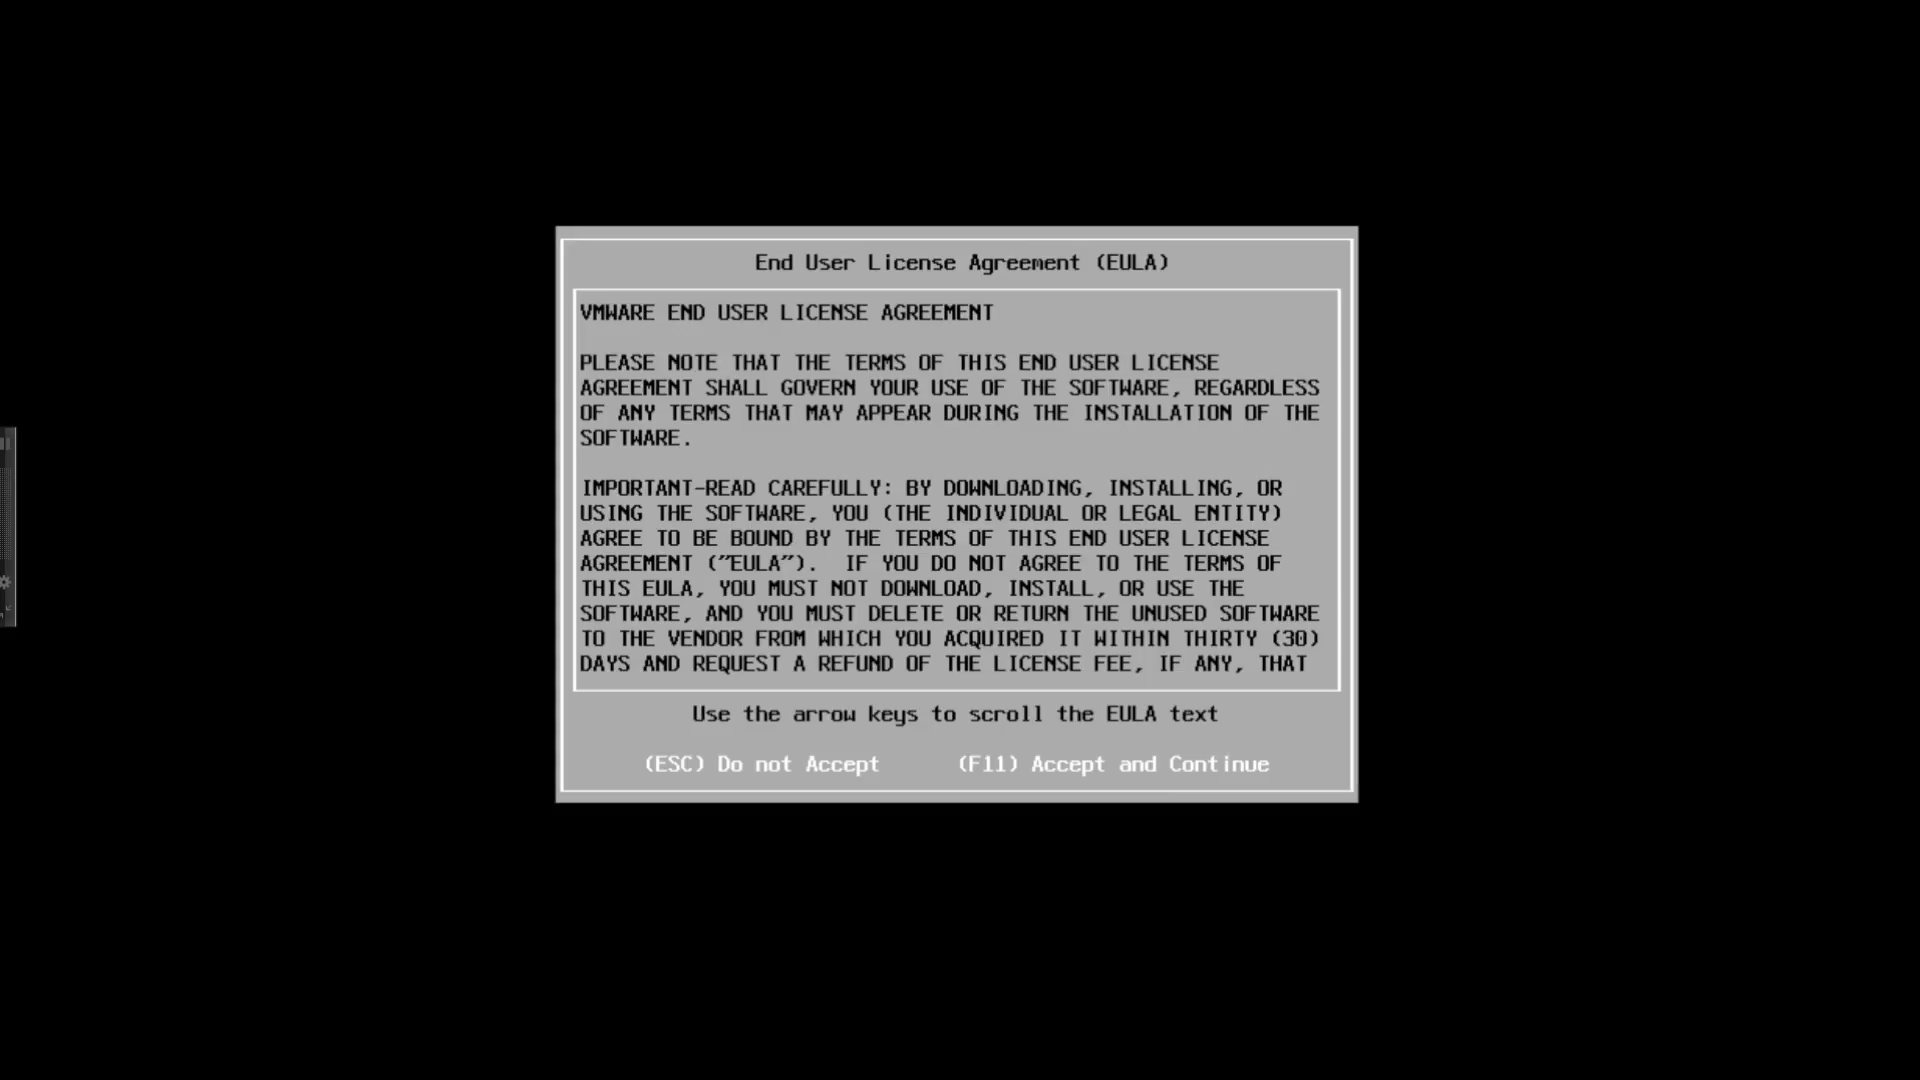 End User License Agreement (EULA)
VMWARE END USER LICENSE AGREEMENT
PLEASE NOTE THAT THE TERMS OF THIS END USER LICENSE
AGREEMENT SHALL GOVERN YOUR USE OF THE SOFTWARE, REGARDLESS
OF ANY TERMS THAT MAY APPEAR DURING THE INSTALLATION OF THE
SOFTWARE.
IMPORTANT-READ CAREFULLY: BY DOWNLOADING, INSTALLING, OR
USING THE SOFTWARE, YOU (THE INDIVIDUAL OR LEGAL ENTITY)
AGREE TO BE BOUND BY THE TERMS OF THIS END USER LICENSE
AGREEMENT ("EULA").  IF YOU DO NOT AGREE TO THE TERMS OF
THIS EULA, YOU MUST NOT DOWNLOAD, INSTALL, OR USE THE
SOFTWARE, AND YOU MUST DELETE OR RETURN THE UNUSED SOFTWARE
TO THE VENDOR FROM WHICH YOU ACQUIRED IT WITHIN THIRTY (30)
DAYS AND REQUEST A REFUND OF THE LICENSE FEE, IF ANY, THAT
Use the arrow keys to scroll the EULA text
(ESC) Do not Accept      (F11) Accept and Continue